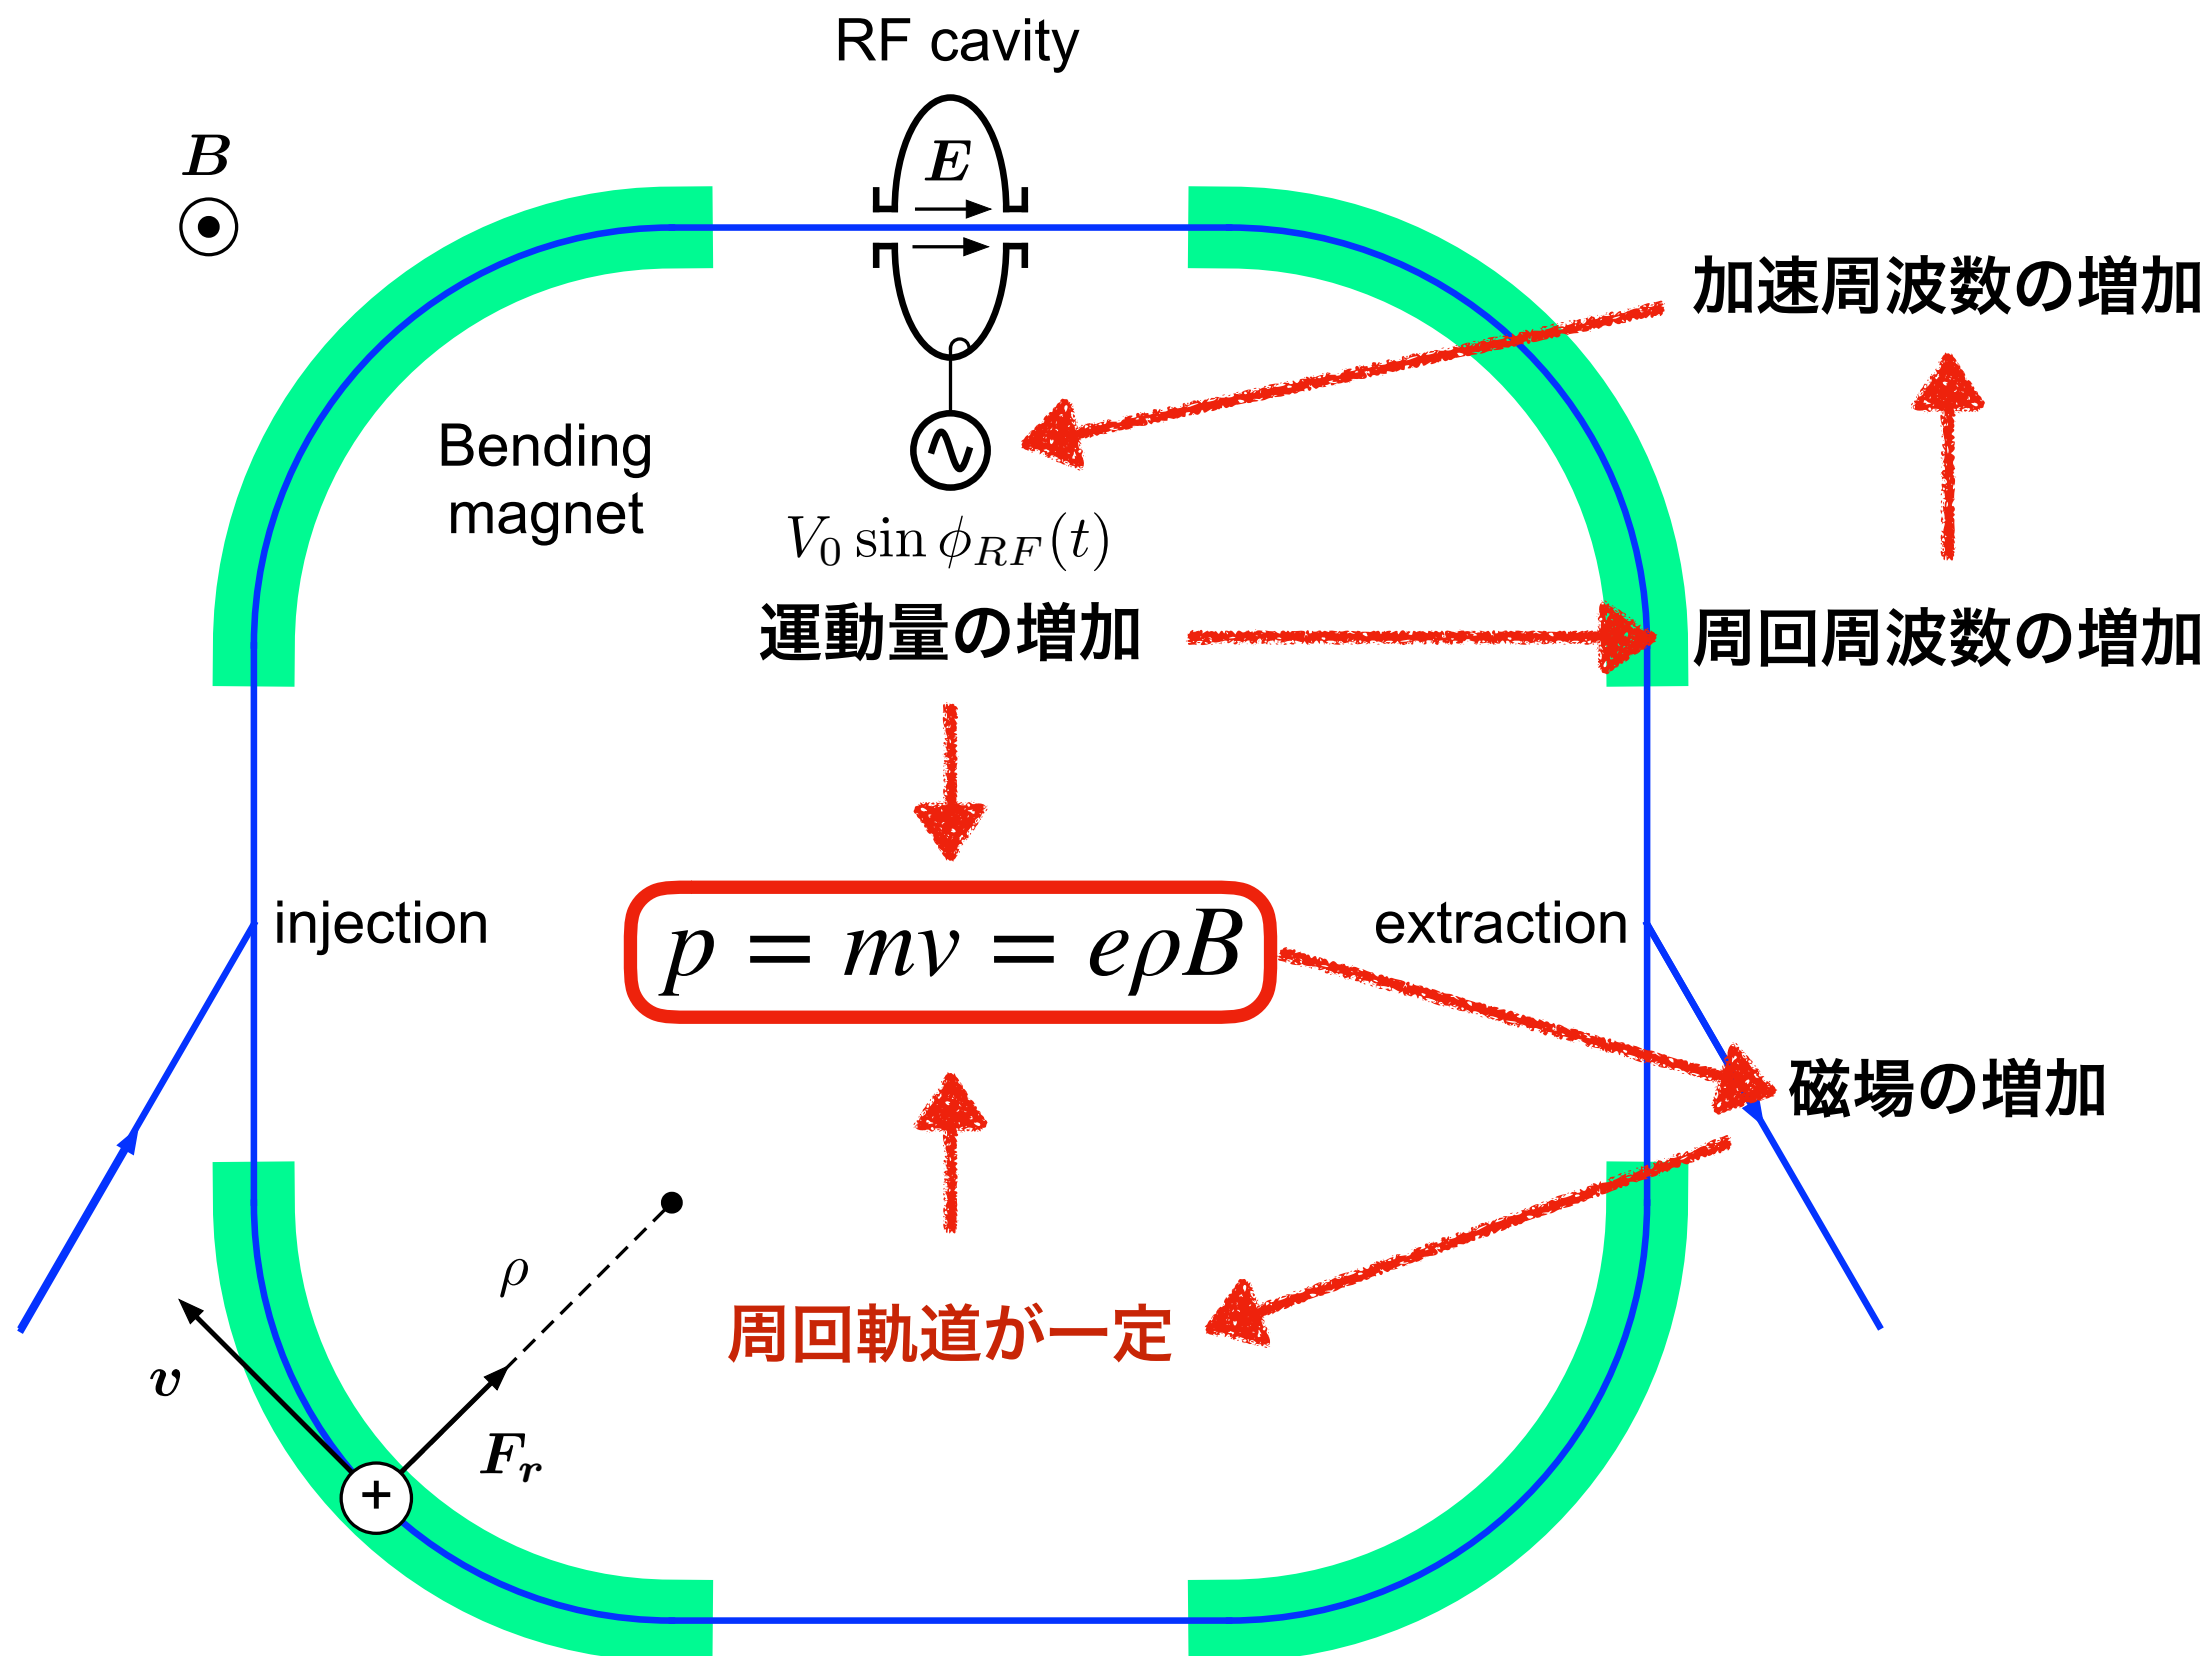 RF cavity
B
E
加速周波数の増加
Bending
magnet
V₀ sin ϕ_RF(t)
運動量の増加
周回周波数の増加
injection
p = mv = eρB
extraction
磁場の増加
ρ
周回軌道が一定
v
F_r
+